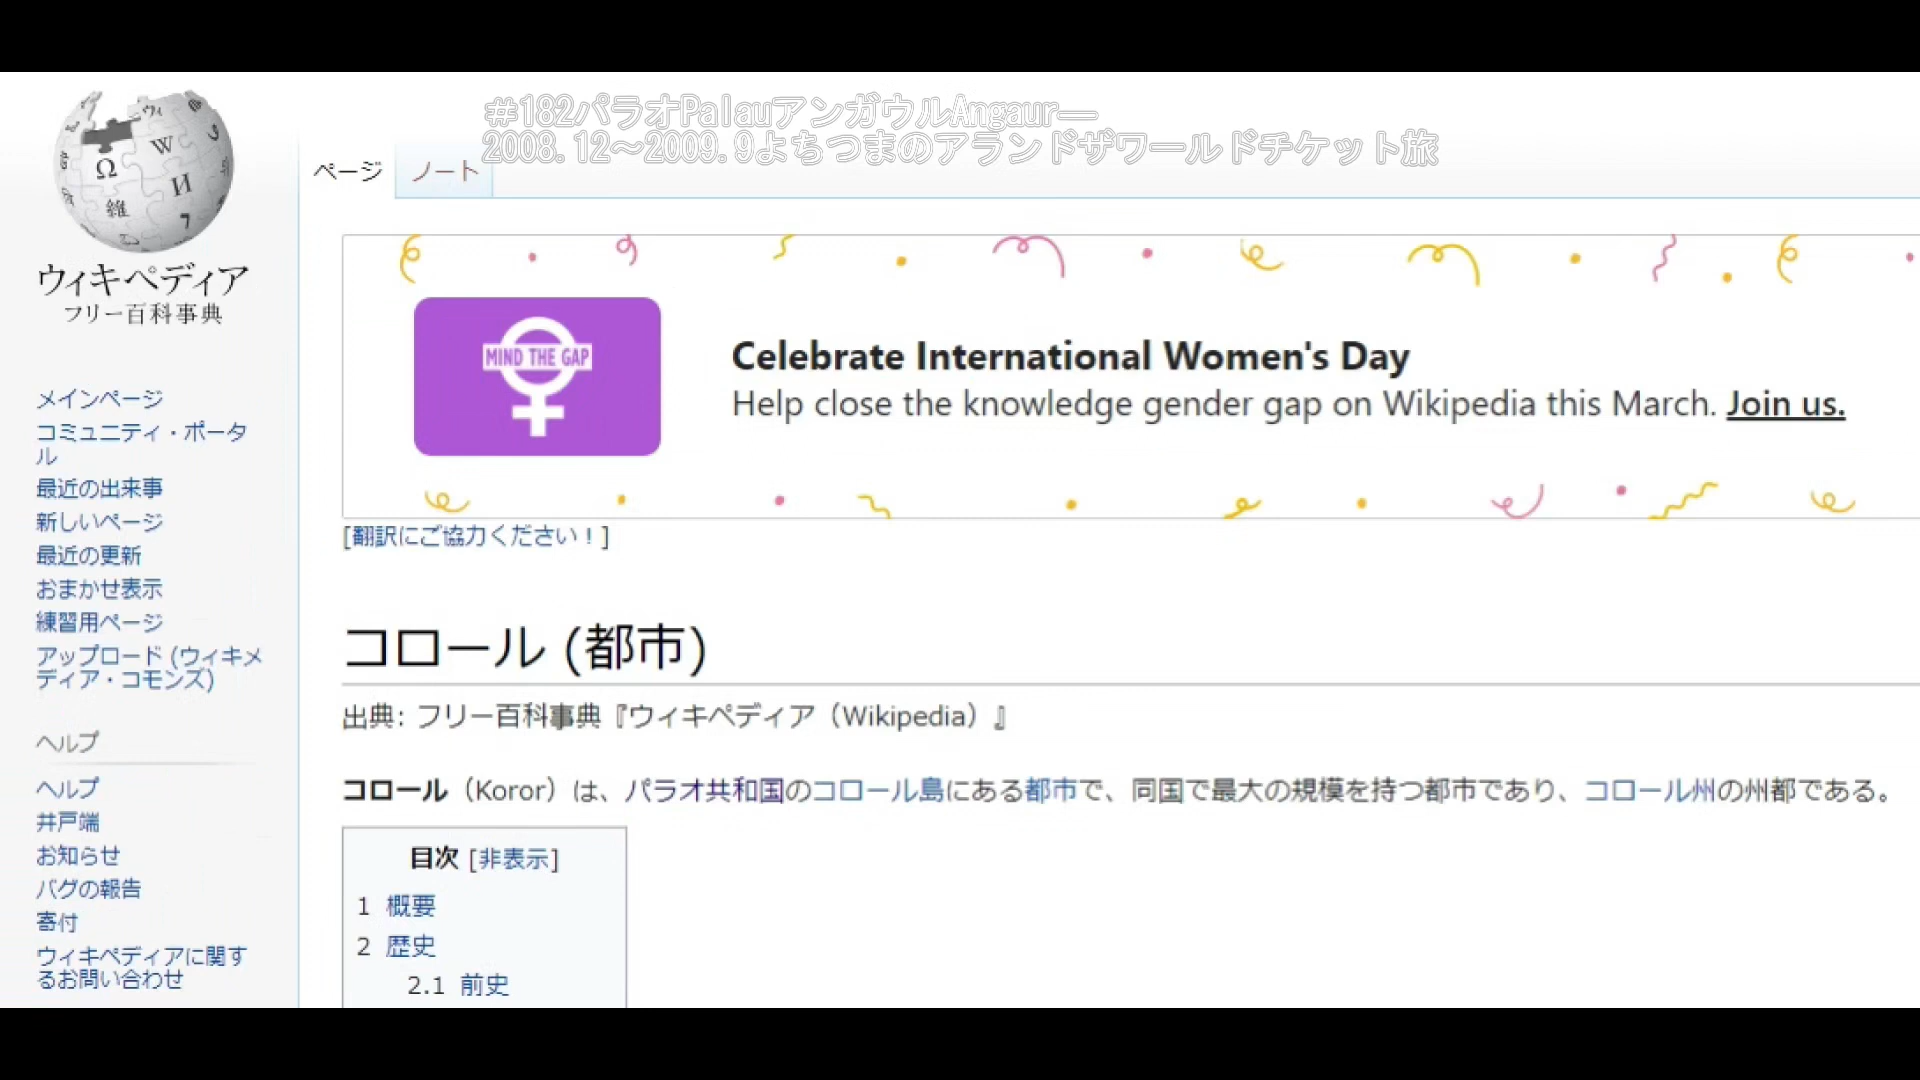 #182パラオPalauアンガウルAngaur―
2008.12～2009.9よちつまのアランドザワールドチケット旅
ウィキペディア
フリー百科事典
ページ
ノート
MIND THE GAP
Celebrate International Women's Day
Help close the knowledge gender gap on Wikipedia this March. Join us.
[翻訳にご協力ください！]
メインページ
コミュニティ・ポータ
ル
最近の出来事
新しいページ
最近の更新
おまかせ表示
練習用ページ
アップロード (ウィキメ
ディア・コモンズ)
ヘルプ
ヘルプ
井戸端
お知らせ
バグの報告
寄付
ウィキペディアに関す
るお問い合わせ
コロール (都市)
出典: フリー百科事典『ウィキペディア（Wikipedia）』
コロール（Koror）は、パラオ共和国のコロール島にある都市で、同国で最大の規模を持つ都市であり、コロール州の州都である。
目次 [非表示]
1 概要
2 歴史
2.1 前史